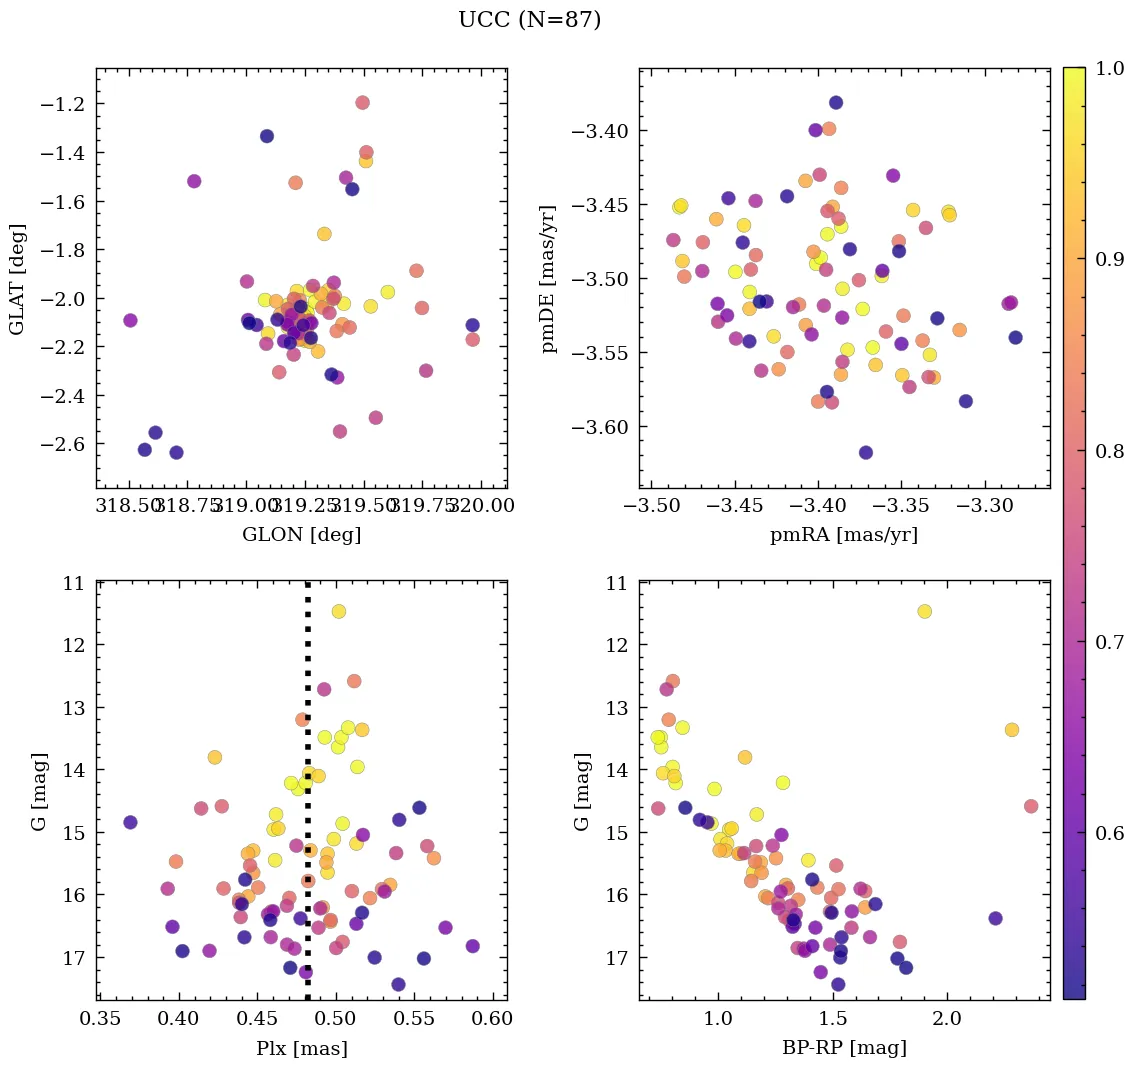 UCC (N=87)
−1.2
−1.4
−1.6
−1.8
−2.0
−2.2
−2.4
−2.6
GLAT [deg]
318.50 318.75 319.00 319.25 319.50 319.75 320.00
GLON [deg]
−3.40
−3.45
−3.50
−3.55
−3.60
pmDE [mas/yr]
−3.50 −3.45 −3.40 −3.35 −3.30
pmRA [mas/yr]
1.0
0.9
0.8
0.7
0.6
11
12
13
14
15
16
17
G [mag]
0.35 0.40 0.45 0.50 0.55 0.60
Plx [mas]
11
12
13
14
15
16
17
G [mag]
1.0 1.5 2.0
BP-RP [mag]